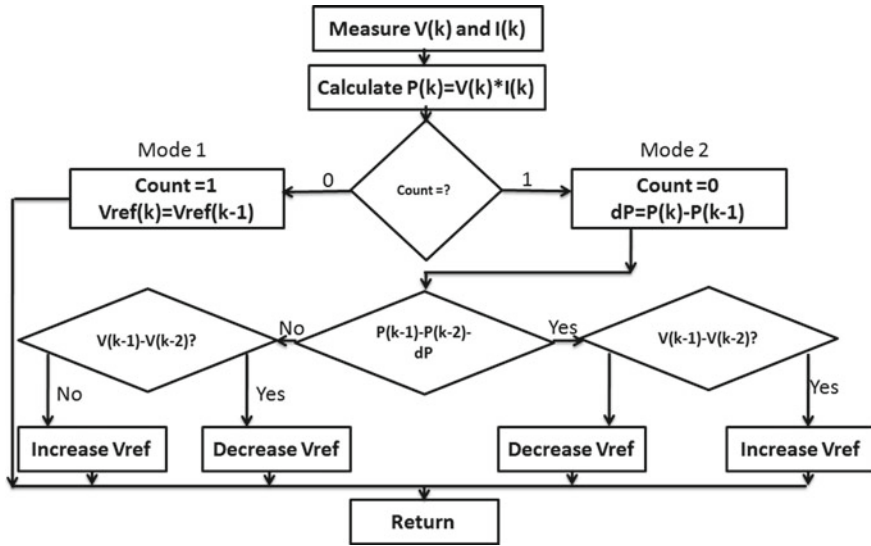 Measure V(k) and I(k)
Calculate P(k)=V(k)*I(k)
Mode 1
Mode 2
Count =1
Vref(k)=Vref(k-1)
0
Count =?
1
Count =0
dP=P(k)-P(k-1)
V(k-1)-V(k-2)?
No
P(k-1)-P(k-2)-
dP
Yes
V(k-1)-V(k-2)?
No
Yes
Yes
Increase Vref
Decrease Vref
Decrease Vref
Increase Vref
Return